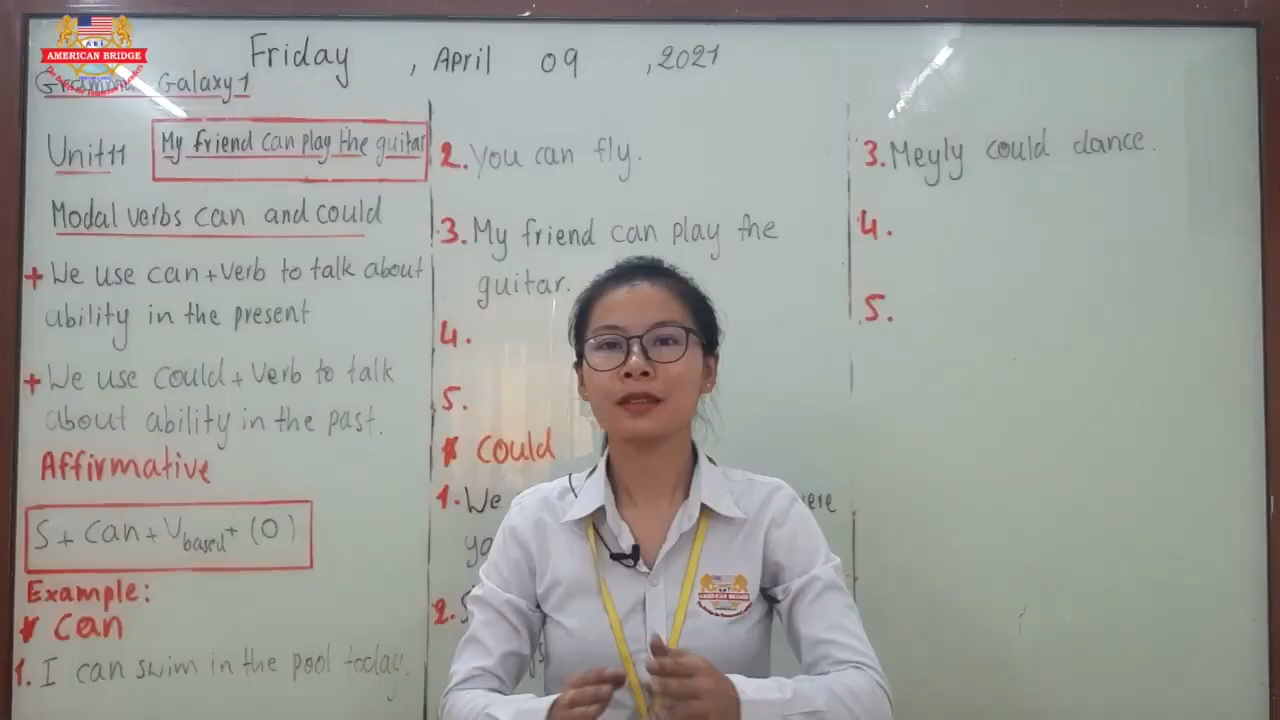 Friday , April 09 , 2021
AMERICAN BRIDGE
Grammar Galaxy 1
Unit 11 My friend can play the guitar
Modal verbs can and could
+ We use can + verb to talk about
ability in the present
+ We use could + verb to talk
about ability in the past.
Affirmative
S + can + V based + (O)
Example:
* can
1. I can swim in the pool today.
2. You can fly.
3. My friend can play the
guitar.
4.
5.
* could
1. We
2.
3. Meyly could dance.
4.
5.
AMERICAN BRIDGE